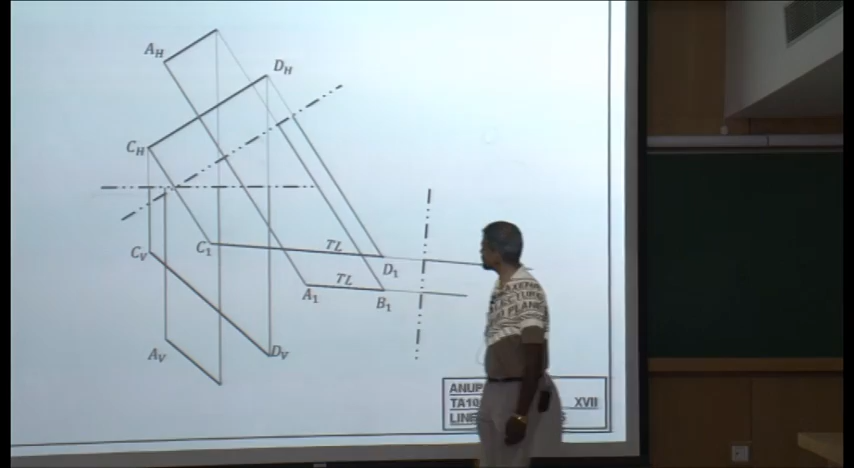 A_H
D_H
C_H
C_V
C_1
TL
D_1
TL
A_1
B_1
A_V
D_V
ANUP
TA10
XVII
LINE